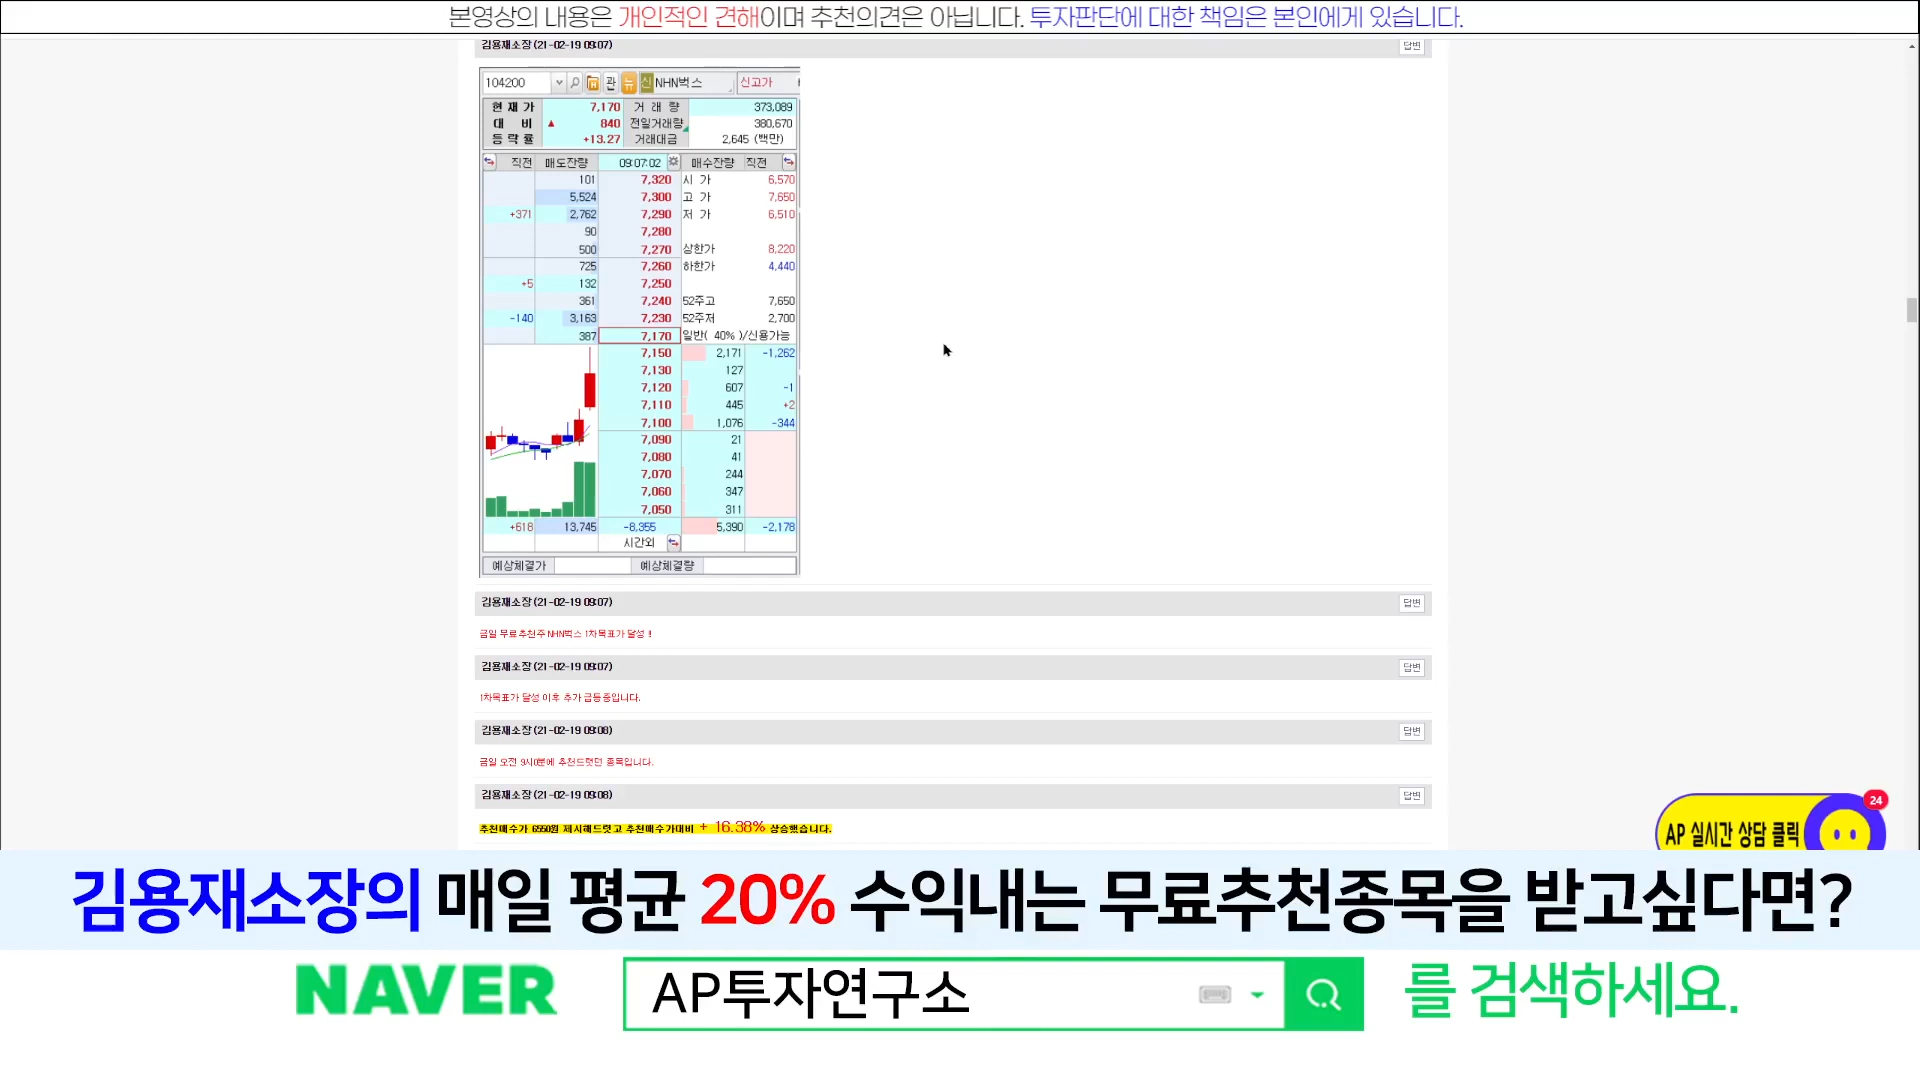 본영상의 내용은 개인적인 견해이며 추천의견은 아닙니다. 투자판단에 대한 책임은 본인에게 있습니다.
김용재소장 (21-02-19 09:07) 답변
104200 관 뉴 신 NHN벅스 신고가
현 재 가 7,170 거 래 량 373,089
대 비 ▲ 840 전일거래량 380,670
등 락 률 +13.27 거래대금 2,645 (백만)
직전 매도잔량 09:07:02 매수잔량 직전
101 7,320 시 가 6,570
5,524 7,300 고 가 7,650
+371 2,762 7,290 저 가 6,510
90 7,280
500 7,270 상한가 8,220
725 7,260 하한가 4,440
+5 132 7,250
361 7,240 52주고 7,650
-140 3,163 7,230 52주저 2,700
387 7,170 일반( 40% )/신용가능
7,150 2,171 -1,262
7,130 127
7,120 607 -1
7,110 445 +2
7,100 1,076 -344
7,090 21
7,080 41
7,070 244
7,060 347
7,050 311
+618 13,745 -8,355 5,390 -2,178
시간외
예상체결가 예상체결량
김용재소장 (21-02-19 09:07) 답변
금일 무료추천주 NHN벅스 1차목표가 달성 !!
김용재소장 (21-02-19 09:07) 답변
1차목표가 달성 이후 추가 급등중입니다.
김용재소장 (21-02-19 09:08) 답변
금일 오전 9시0분에 추천드렷던 종목입니다.
김용재소장 (21-02-19 09:08) 답변
추천매수가 6550원 제시해드렷고 추천매수가대비 + 16.38% 상승했습니다.
24
AP 실시간 상담 클릭
김용재소장의 매일 평균 20% 수익내는 무료추천종목을 받고싶다면?
NAVER AP투자연구소 를 검색하세요.